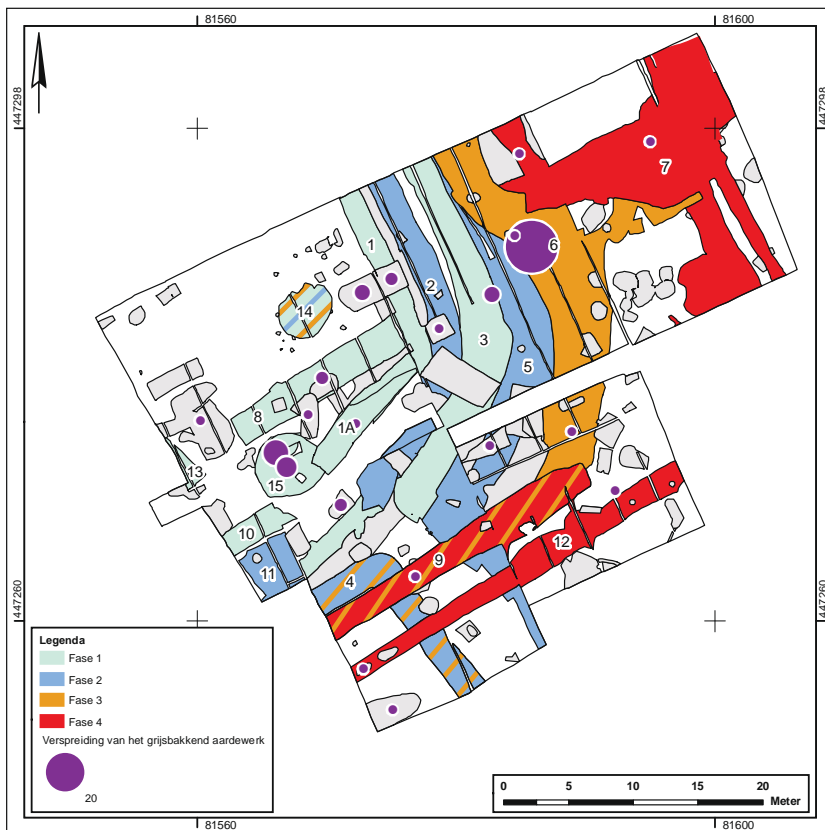 81560
81600
447298
447298
7
6
1
2
14
3
5
8
1A
13
15
10
9
12
11
4
447260
447260
Legenda
Fase 1
Fase 2
Fase 3
Fase 4
Verspreiding van het grijsbakkend aardewerk
20
0 5 10 15 20
Meter
81560
81600